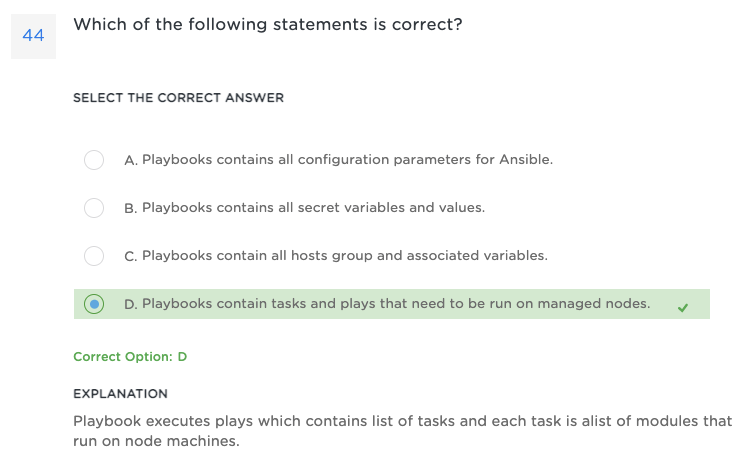 44
Which of the following statements is correct?
SELECT THE CORRECT ANSWER
A. Playbooks contains all configuration parameters for Ansible.
B. Playbooks contains all secret variables and values.
C. Playbooks contain all hosts group and associated variables.
D. Playbooks contain tasks and plays that need to be run on managed nodes.
Correct Option: D
EXPLANATION
Playbook executes plays which contains list of tasks and each task is alist of modules that
run on node machines.